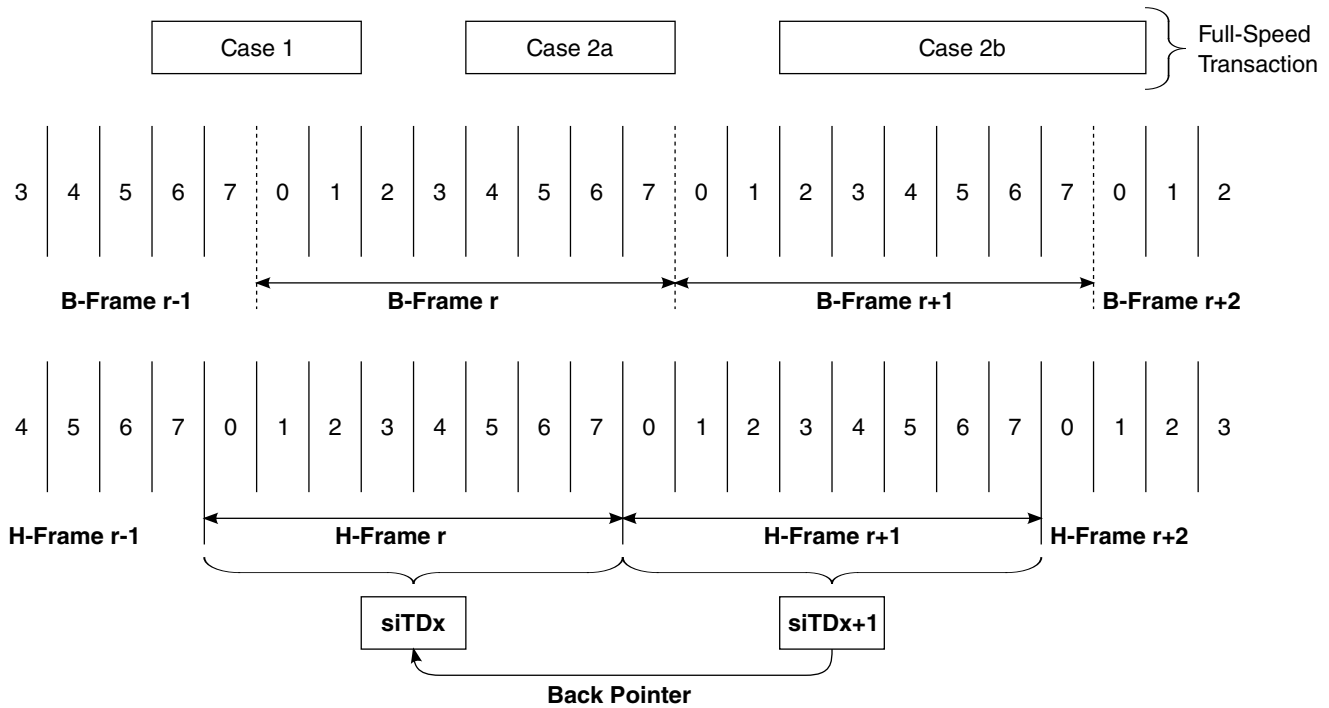 Case 1 Case 2a Case 2b Full-Speed
Transaction
3 4 5 6 7 0 1 2 3 4 5 6 7 0 1 2 3 4 5 6 7 0 1 2
B-Frame r-1 B-Frame r B-Frame r+1 B-Frame r+2
4 5 6 7 0 1 2 3 4 5 6 7 0 1 2 3 4 5 6 7 0 1 2 3
H-Frame r-1 H-Frame r H-Frame r+1 H-Frame r+2
siTDx siTDx+1
Back Pointer